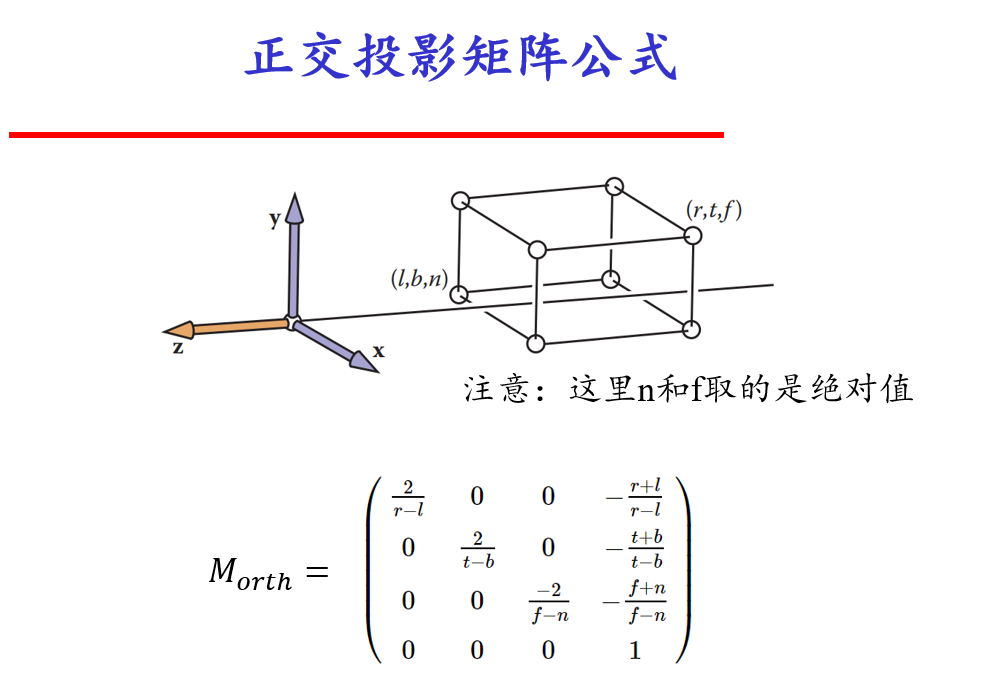 正交投影矩阵公式
y
(r,t,f)
(l,b,n)
z
x
注意：这里n和f取的是绝对值
M_{orth} = \begin{pmatrix} \frac{2}{r-l} & 0 & 0 & -\frac{r+l}{r-l} \\ 0 & \frac{2}{t-b} & 0 & -\frac{t+b}{t-b} \\ 0 & 0 & \frac{-2}{f-n} & -\frac{f+n}{f-n} \\ 0 & 0 & 0 & 1 \end{pmatrix}